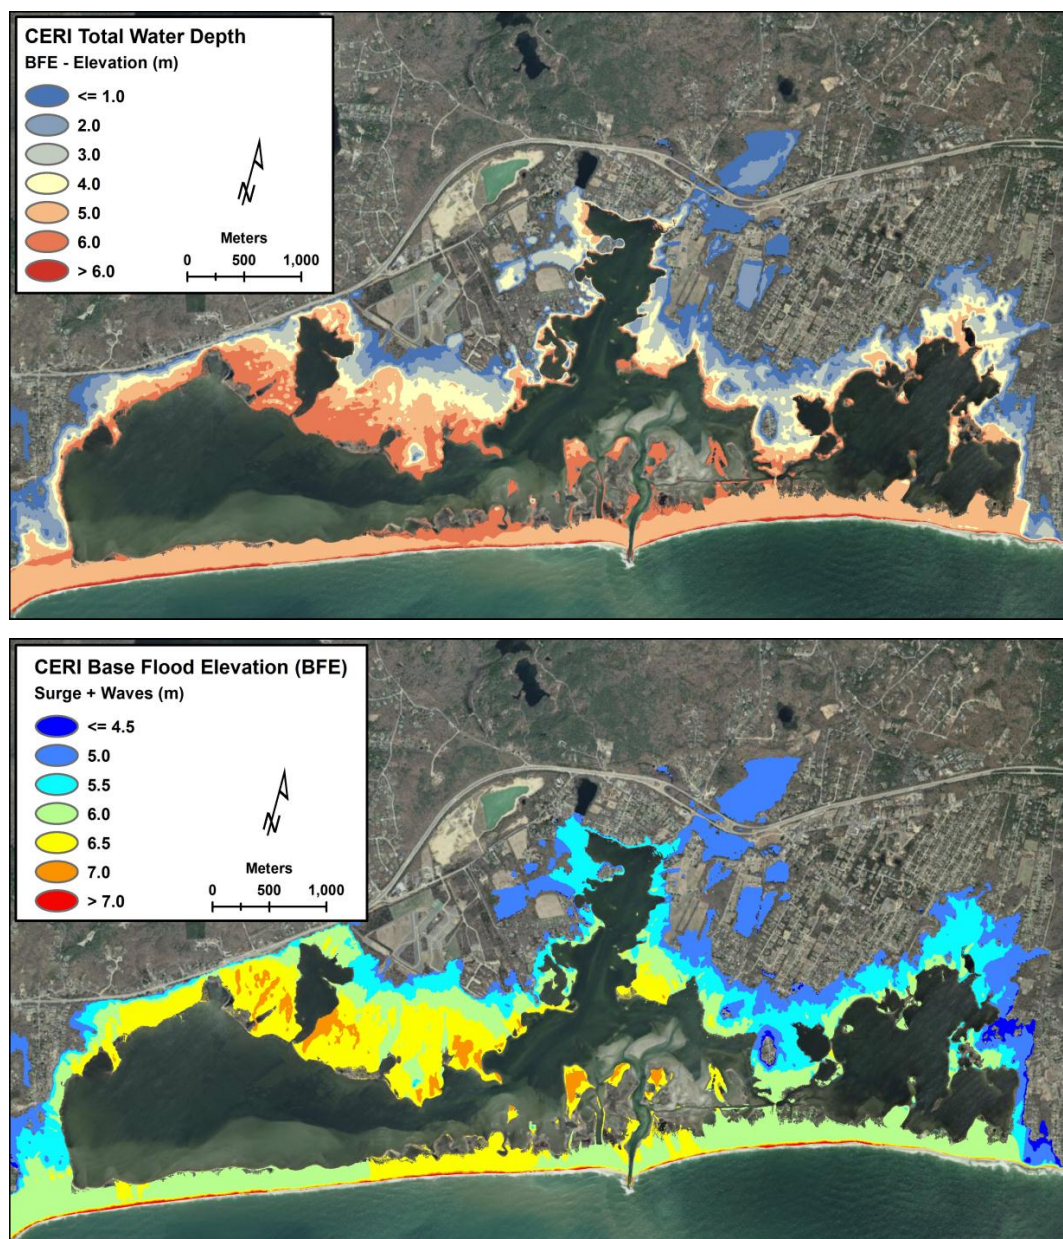 CERI Total Water Depth
BFE - Elevation (m)
<= 1.0
2.0
3.0
4.0
5.0
6.0
> 6.0
N
Meters
0 500 1,000
CERI Base Flood Elevation (BFE)
Surge + Waves (m)
<= 4.5
5.0
5.5
6.0
6.5
7.0
> 7.0
N
Meters
0 500 1,000